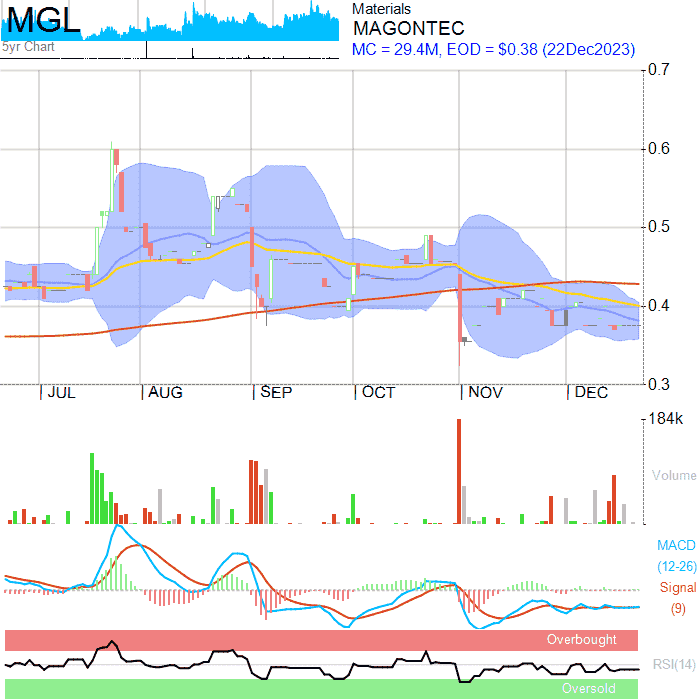 MGL
5yr Chart
Materials
MAGONTEC
MC = 29.4M, EOD = $0.38 (22Dec2023)
0.7
0.6
0.5
0.4
0.3
JUL AUG SEP OCT NOV DEC
184k
Volume
MACD
(12-26)
Signal
(9)
Overbought
RSI(14)
Oversold